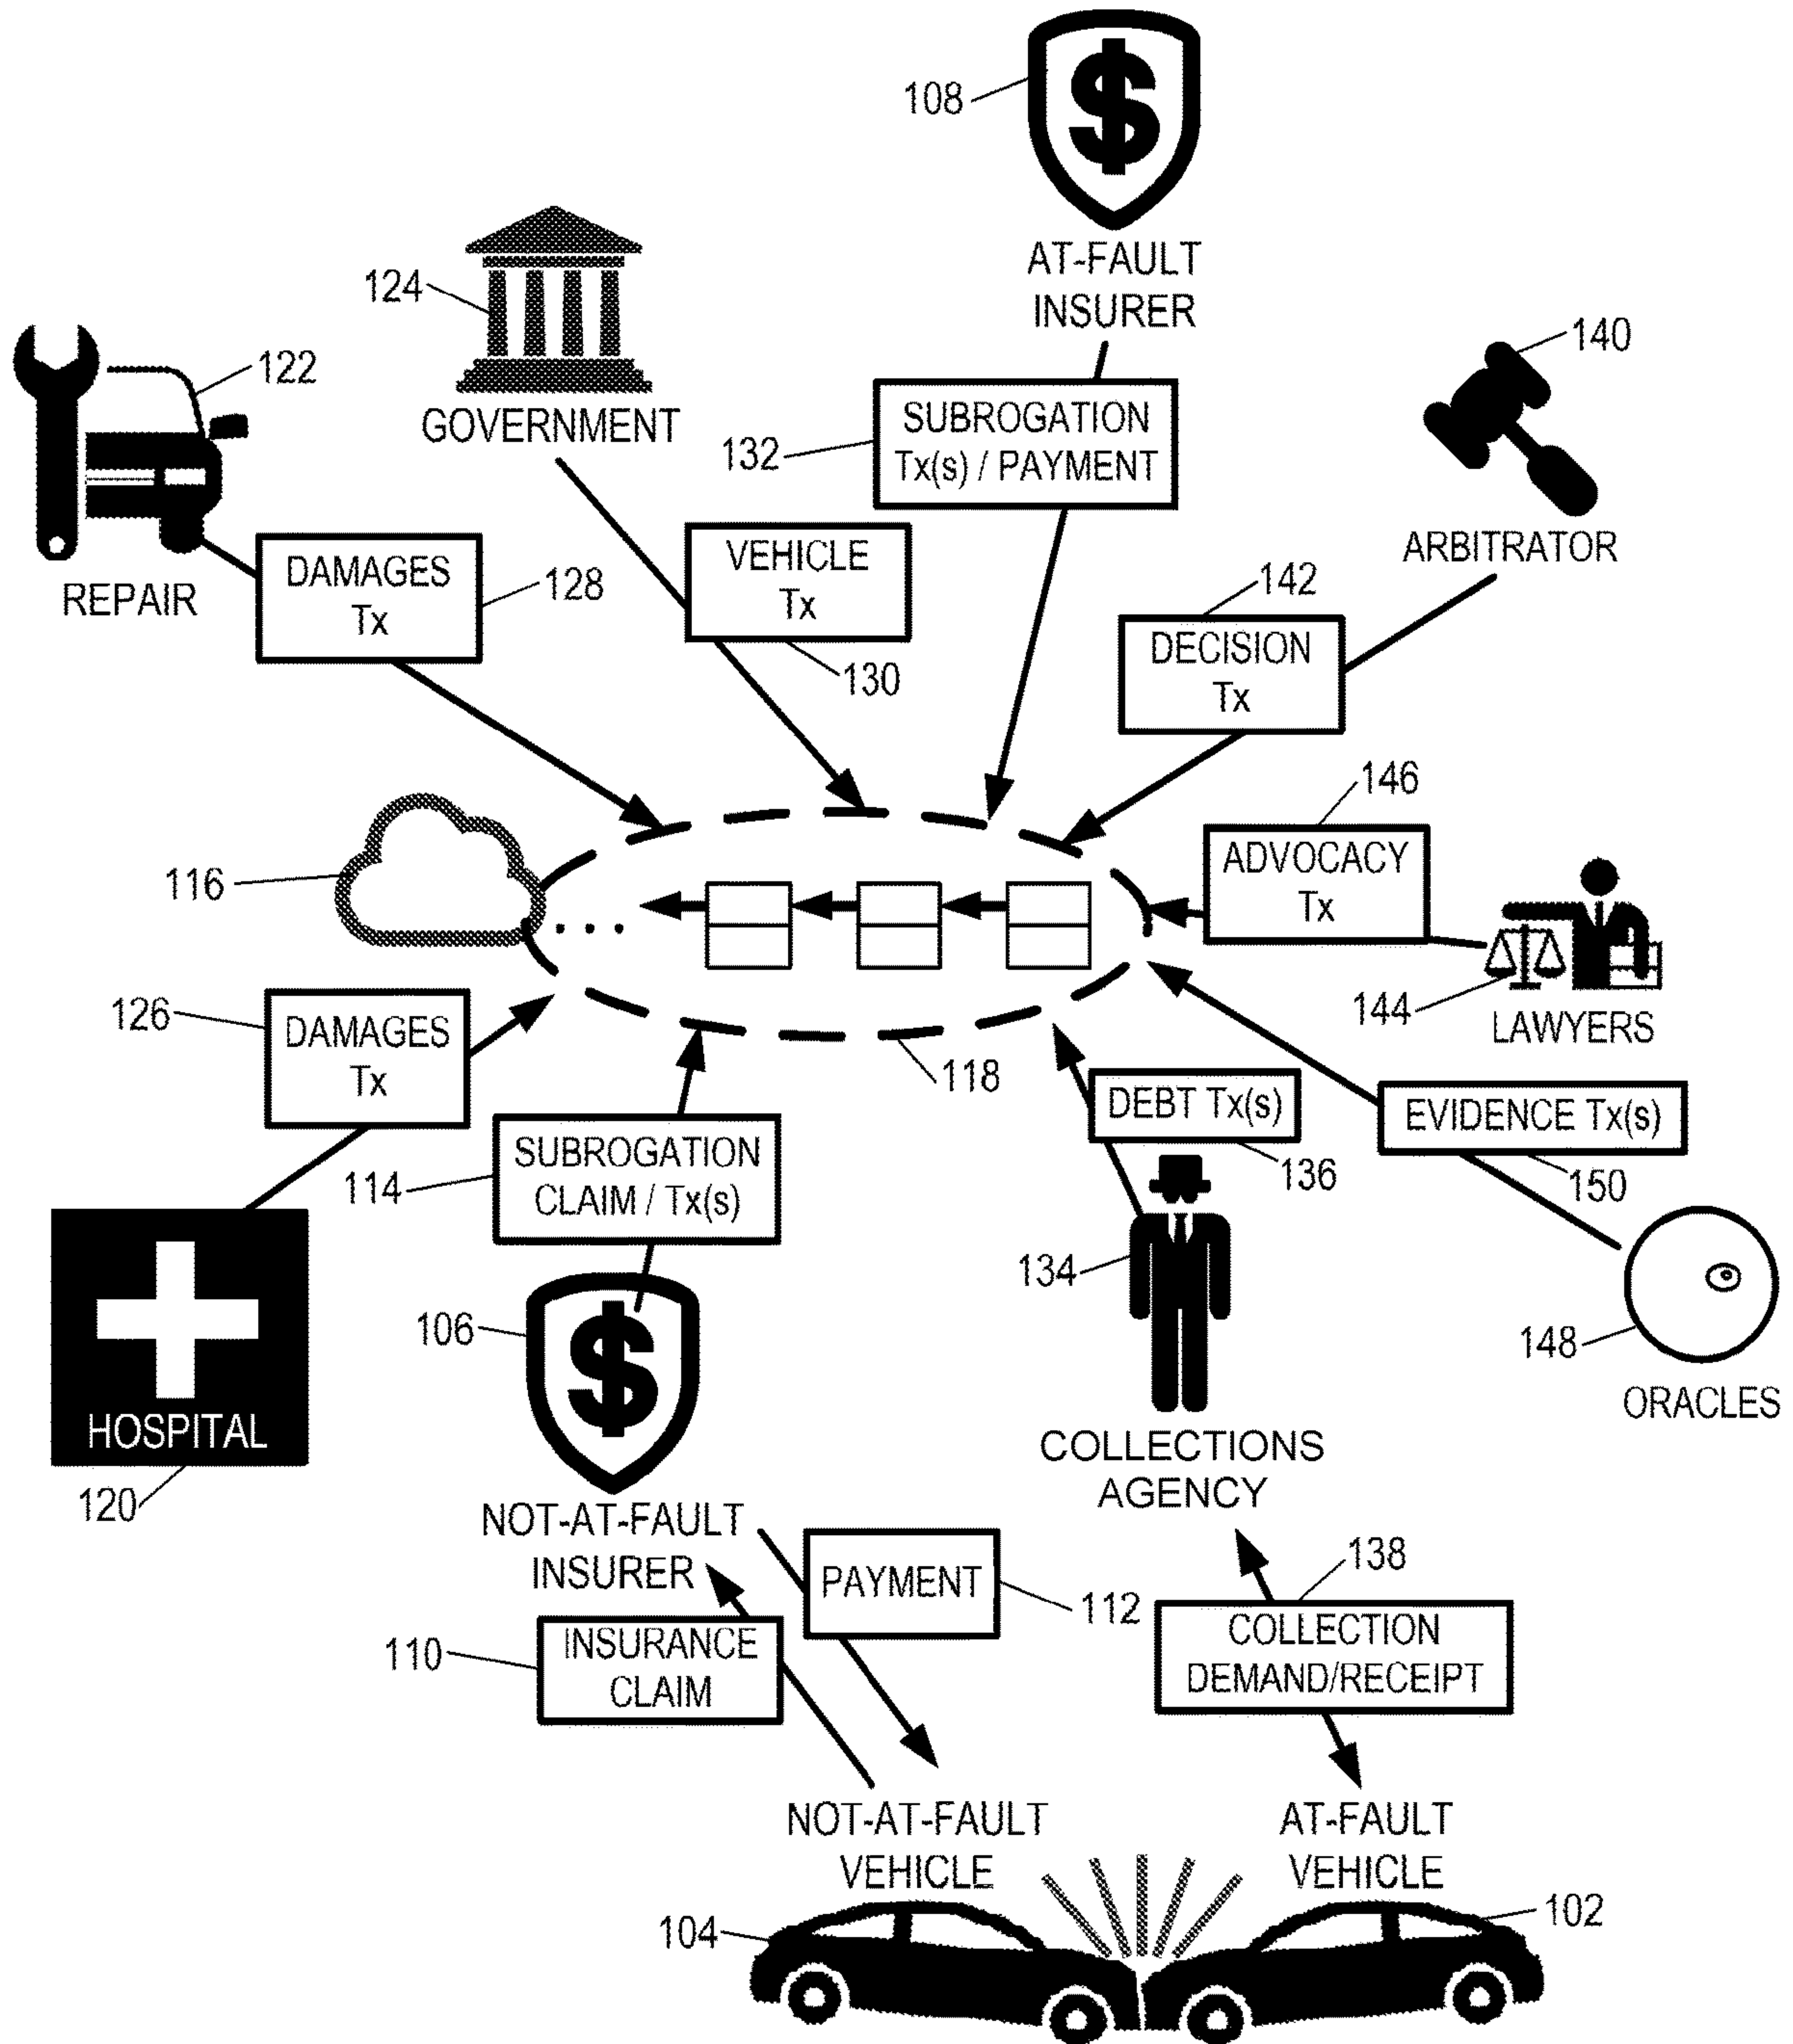 108
$
AT-FAULT
INSURER
124
GOVERNMENT
140
ARBITRATOR
122
REPAIR
132
SUBROGATION
Tx(s) / PAYMENT
DAMAGES
Tx
128
VEHICLE
Tx
130
142
DECISION
Tx
146
ADVOCACY
Tx
116
...
144
LAWYERS
118
126
DAMAGES
Tx
114
SUBROGATION
CLAIM / Tx(s)
DEBT Tx(s)
136
EVIDENCE Tx(s)
150
134
148
ORACLES
HOSPITAL
120
106
$
NOT-AT-FAULT
INSURER
COLLECTIONS
AGENCY
PAYMENT
112
110
INSURANCE
CLAIM
138
COLLECTION
DEMAND/RECEIPT
NOT-AT-FAULT
VEHICLE
AT-FAULT
VEHICLE
104
102